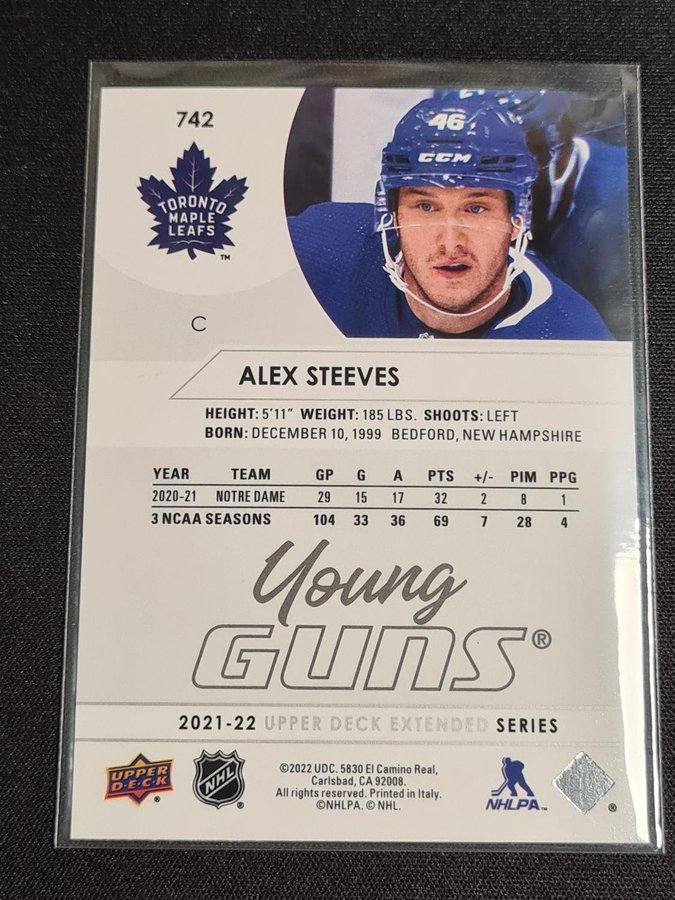 742
TORONTO
MAPLE
LEAFS
™
46
CCM
C
ALEX STEEVES
HEIGHT: 5'11" WEIGHT: 185 LBS. SHOOTS: LEFT
BORN: DECEMBER 10, 1999 BEDFORD, NEW HAMPSHIRE
YEAR TEAM GP G A PTS +/- PIM PPG
2020-21 NOTRE DAME 29 15 17 32 2 8 1
3 NCAA SEASONS 104 33 36 69 7 28 4
Young
GUNS®
2021-22 UPPER DECK EXTENDED SERIES
UPPER
D·E·C·K
®
NHL
®
©2022 UDC. 5830 El Camino Real,
Carlsbad, CA 92008.
All rights reserved. Printed in Italy.
©NHLPA. © NHL.
NHLPA™
®